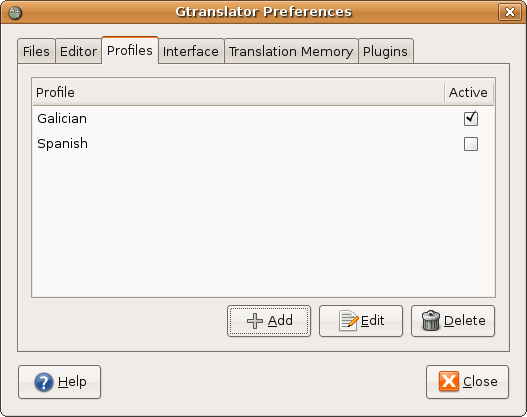 Gtranslator Preferences
Files Editor Profiles Interface Translation Memory Plugins
Profile Active
Galician
Spanish
Add Edit Delete
Help Close